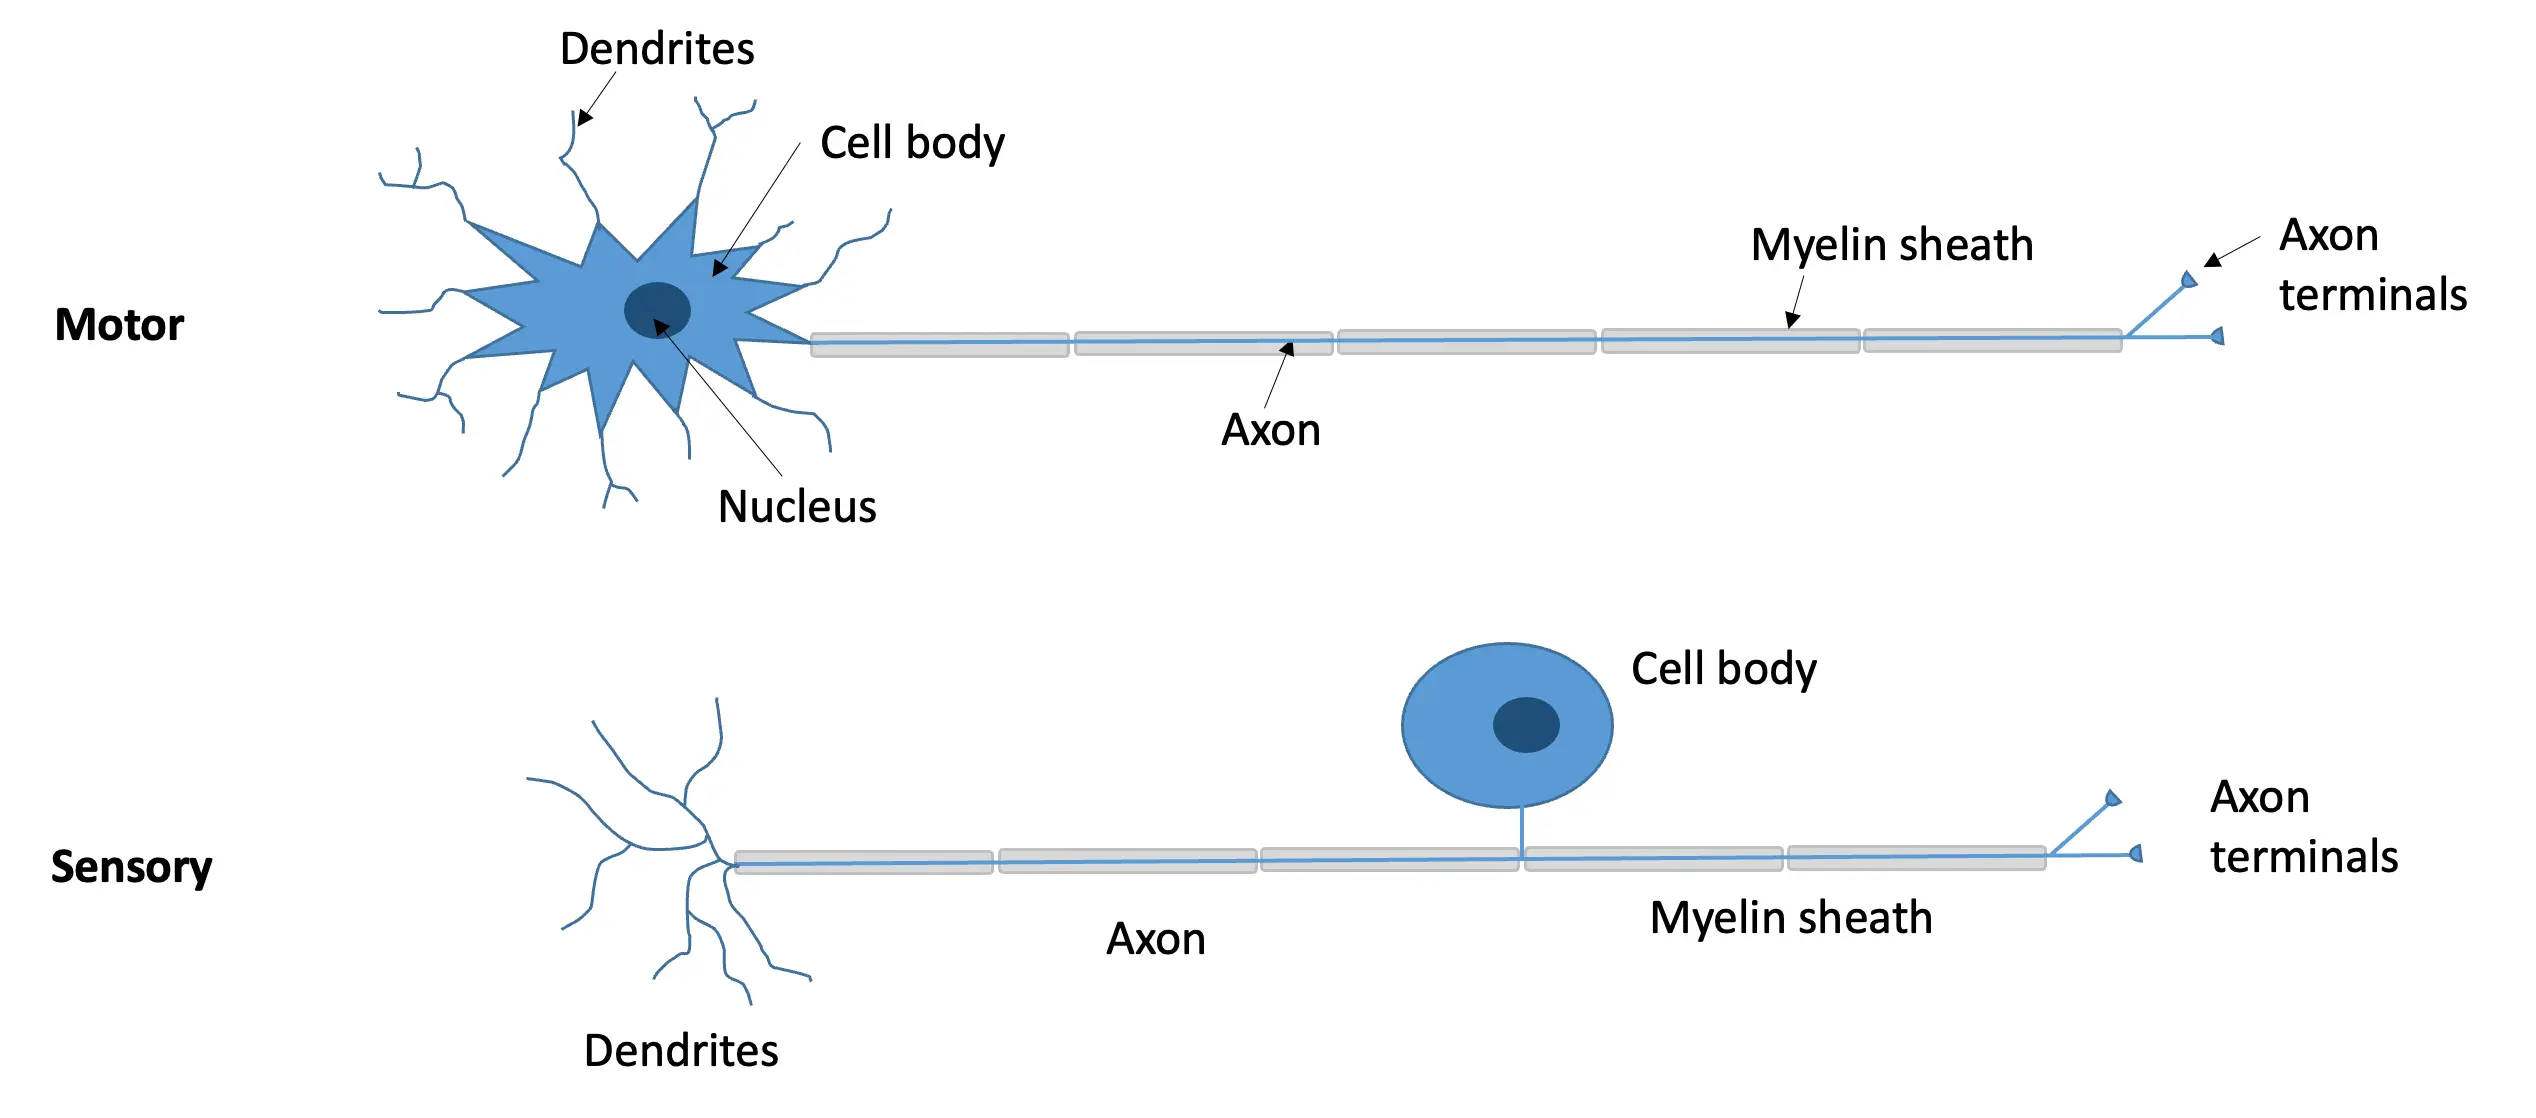 Dendrites
Cell body
Motor
Myelin sheath
Axon
terminals
Axon
Nucleus
Cell body
Sensory
Axon
terminals
Myelin sheath
Axon
Dendrites